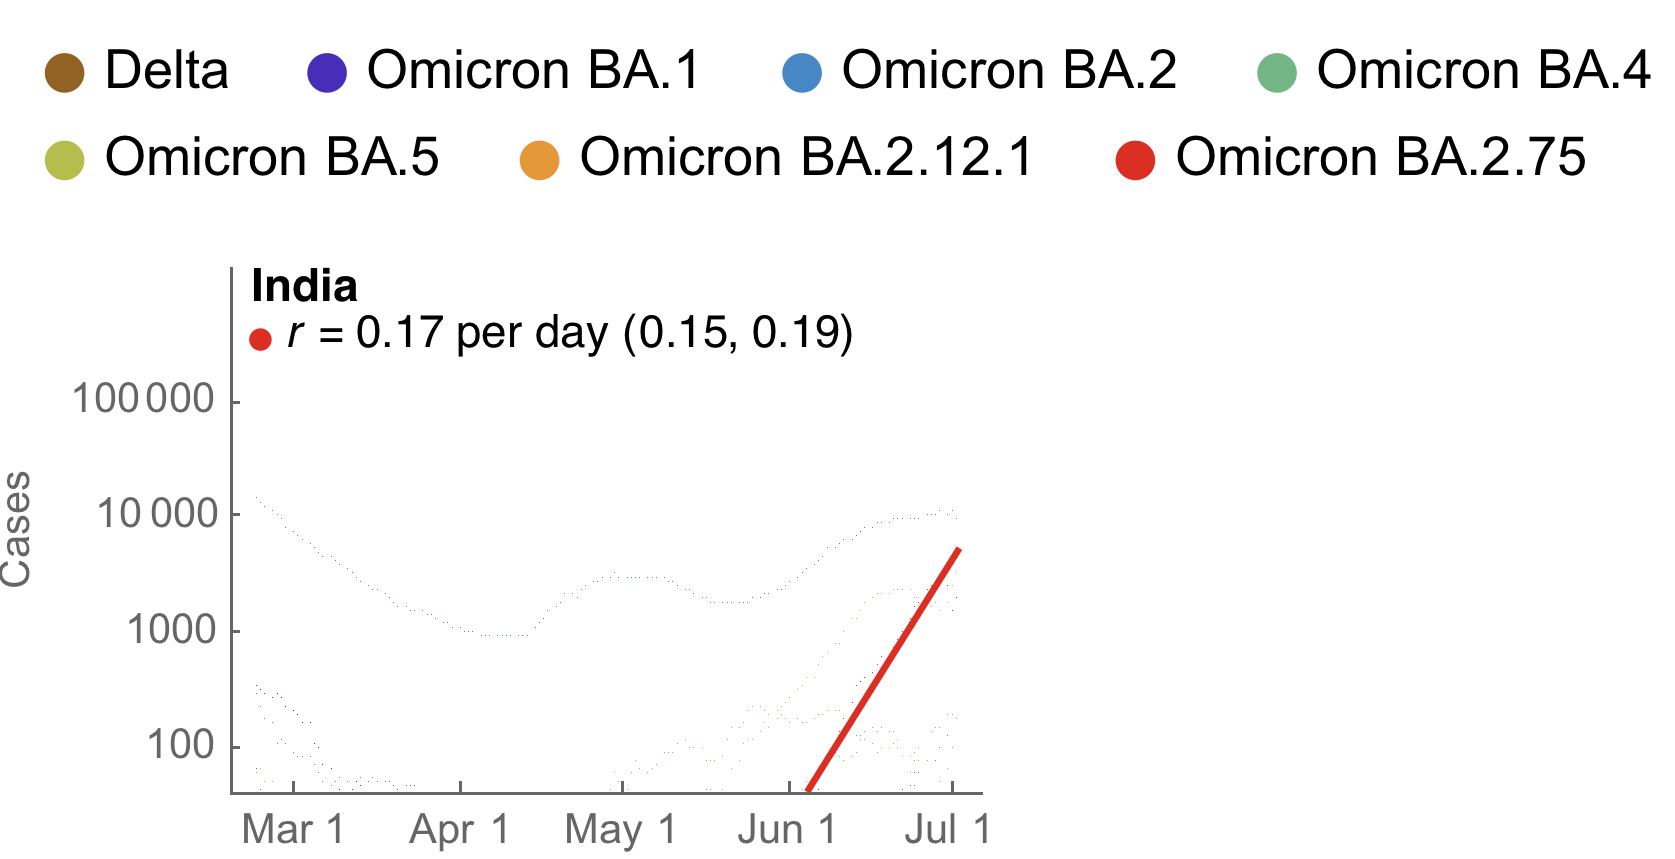 Delta Omicron BA.1 Omicron BA.2 Omicron BA.4
Omicron BA.5 Omicron BA.2.12.1 Omicron BA.2.75
India
r = 0.17 per day (0.15, 0.19)
100 000
10 000
1000
100
Cases
Mar 1 Apr 1 May 1 Jun 1 Jul 1